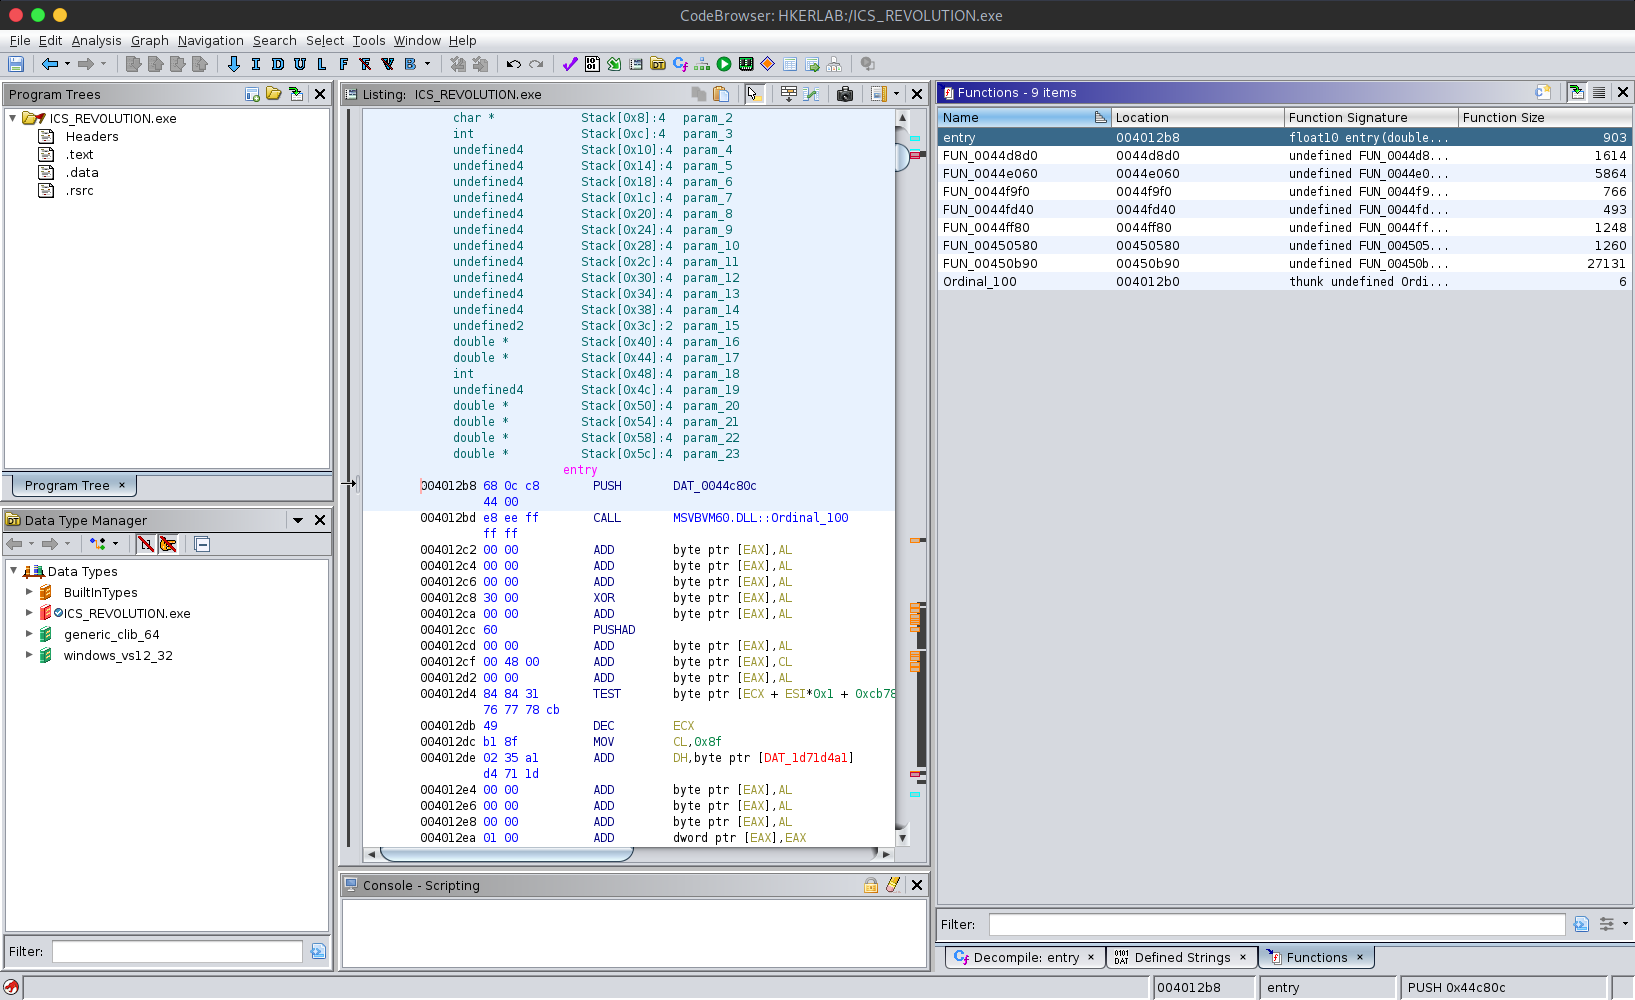 CodeBrowser: HKERLAB:/ICS_REVOLUTION.exe
File Edit Analysis Graph Navigation Search Select Tools Window Help
I D U L F B
Program Trees
ICS_REVOLUTION.exe
Headers
.text
.data
.rsrc
Program Tree ×
Data Type Manager
Data Types
BuiltInTypes
ICS_REVOLUTION.exe
generic_clib_64
windows_vs12_32
Filter:
Listing: ICS_REVOLUTION.exe
char * Stack[0x8]:4 param_2
int Stack[0xc]:4 param_3
undefined4 Stack[0x10]:4 param_4
undefined4 Stack[0x14]:4 param_5
undefined4 Stack[0x18]:4 param_6
undefined4 Stack[0x1c]:4 param_7
undefined4 Stack[0x20]:4 param_8
undefined4 Stack[0x24]:4 param_9
undefined4 Stack[0x28]:4 param_10
undefined4 Stack[0x2c]:4 param_11
undefined4 Stack[0x30]:4 param_12
undefined4 Stack[0x34]:4 param_13
undefined4 Stack[0x38]:4 param_14
undefined2 Stack[0x3c]:2 param_15
double * Stack[0x40]:4 param_16
double * Stack[0x44]:4 param_17
int Stack[0x48]:4 param_18
undefined4 Stack[0x4c]:4 param_19
double * Stack[0x50]:4 param_20
double * Stack[0x54]:4 param_21
double * Stack[0x58]:4 param_22
double * Stack[0x5c]:4 param_23
entry
004012b8 68 0c c8 PUSH DAT_0044c80c
44 00
004012bd e8 ee ff CALL MSVBVM60.DLL::Ordinal_100
ff ff
004012c2 00 00 ADD byte ptr [EAX],AL
004012c4 00 00 ADD byte ptr [EAX],AL
004012c6 00 00 ADD byte ptr [EAX],AL
004012c8 30 00 XOR byte ptr [EAX],AL
004012ca 00 00 ADD byte ptr [EAX],AL
004012cc 60 PUSHAD
004012cd 00 00 ADD byte ptr [EAX],AL
004012cf 00 48 00 ADD byte ptr [EAX],CL
004012d2 00 00 ADD byte ptr [EAX],AL
004012d4 84 84 31 TEST byte ptr [ECX + ESI*0x1 + 0xcb78
76 77 78 cb
004012db 49 DEC ECX
004012dc b1 8f MOV CL,0x8f
004012de 02 35 a1 ADD DH,byte ptr [DAT_1d71d4a1]
d4 71 1d
004012e4 00 00 ADD byte ptr [EAX],AL
004012e6 00 00 ADD byte ptr [EAX],AL
004012e8 00 00 ADD byte ptr [EAX],AL
004012ea 01 00 ADD dword ptr [EAX],EAX
Console - Scripting
Functions - 9 items
Name Location Function Signature Function Size
entry 004012b8 float10 entry(double... 903
FUN_0044d8d0 0044d8d0 undefined FUN_0044d8... 1614
FUN_0044e060 0044e060 undefined FUN_0044e0... 5864
FUN_0044f9f0 0044f9f0 undefined FUN_0044f9... 766
FUN_0044fd40 0044fd40 undefined FUN_0044fd... 493
FUN_0044ff80 0044ff80 undefined FUN_0044ff... 1248
FUN_00450580 00450580 undefined FUN_004505... 1260
FUN_00450b90 00450b90 undefined FUN_00450b... 27131
Ordinal_100 004012b0 thunk undefined Ordi... 6
Filter:
Decompile: entry × Defined Strings × Functions ×
004012b8 entry PUSH 0x44c80c